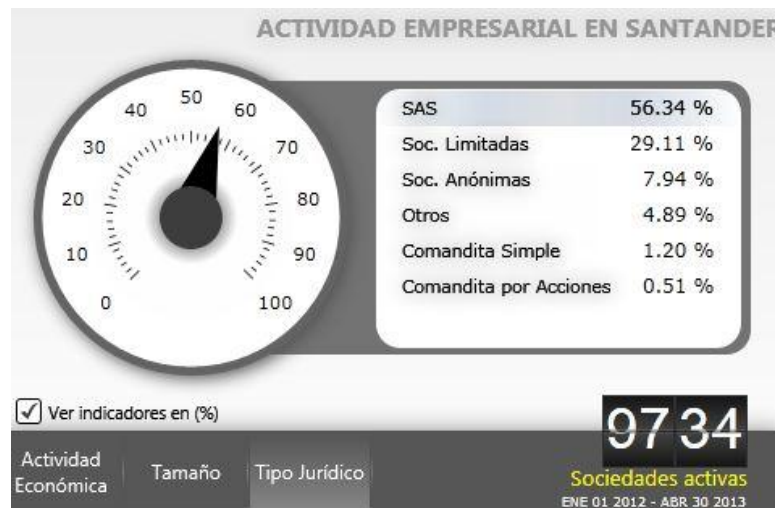 ACTIVIDAD EMPRESARIAL EN SANTANDER
0
10
20
30
40
50
60
70
80
90
100
SAS 56.34 %
Soc. Limitadas 29.11 %
Soc. Anónimas 7.94 %
Otros 4.89 %
Comandita Simple 1.20 %
Comandita por Acciones 0.51 %
Ver indicadores en (%)
9734
Actividad
Económica
Tamaño
Tipo Jurídico
Sociedades activas
ENE 01 2012 - ABR 30 2013